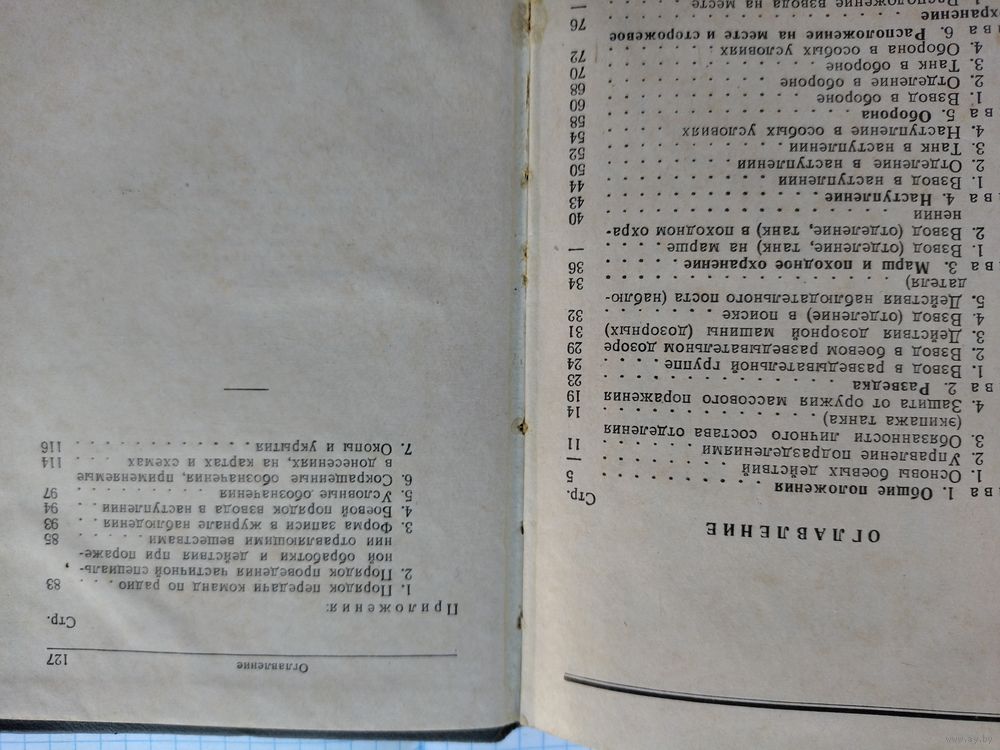 ОГЛАВЛЕНИЕ
Стр.
ва 1. Общие положения . . . . . . . . . 5
1. Основы боевых действий . . . . . . —
2. Управление подразделениями . . . . . 11
3. Обязанности личного состава отделения
(экипажа танка) . . . . . . . . . . 14
4. Защита от оружия массового поражения 19
ва 2. Разведка . . . . . . . . . . . 23
1. Взвод в разведывательной группе . . . . 24
2. Взвод в боевом разведывательном дозоре 29
3. Действия дозорной машины (дозорных) 31
4. Взвод (отделение) в поиске . . . . . . 32
5. Действия наблюдательного поста (наблю-
дателя) . . . . . . . . . . . . . 34
ва 3. Марш и походное охранение . . . . . 36
1. Взвод (отделение, танк) на марше . . . . —
2. Взвод (отделение, танк) в походном охра-
нении . . . . . . . . . . . . . . 40
ва 4. Наступление . . . . . . . . . . . 43
1. Взвод в наступлении . . . . . . . . 44
2. Отделение в наступлении . . . . . . . 50
3. Танк в наступлении . . . . . . . . . 52
4. Наступление в особых условиях . . . . 54
ва 5. Оборона . . . . . . . . . . . . 58
1. Взвод в обороне . . . . . . . . . . 60
2. Отделение в обороне . . . . . . . . 68
3. Танк в обороне . . . . . . . . . . 70
4. Оборона в особых условиях . . . . . . 72
ва 6. Расположение на месте и сторожевое
охранение . . . . . . . . . . . . 76
1. Расположение взвода на месте . . . . . —
Оглавление 127
Стр.
Приложения:
1. Порядок передачи команд по радио . . . 83
2. Порядок проведения частичной специаль-
ной обработки и действия при пораже-
нии отравляющими веществами . . . . . 85
3. Форма записи в журнале наблюдения . . . 93
4. Боевой порядок взвода в наступлении . . 94
5. Условные обозначения . . . . . . . . 97
6. Сокращенные обозначения, применяемые
в донесениях, на картах и схемах . . . . 114
7. Окопы и укрытия . . . . . . . . . . 116
www.ay.by